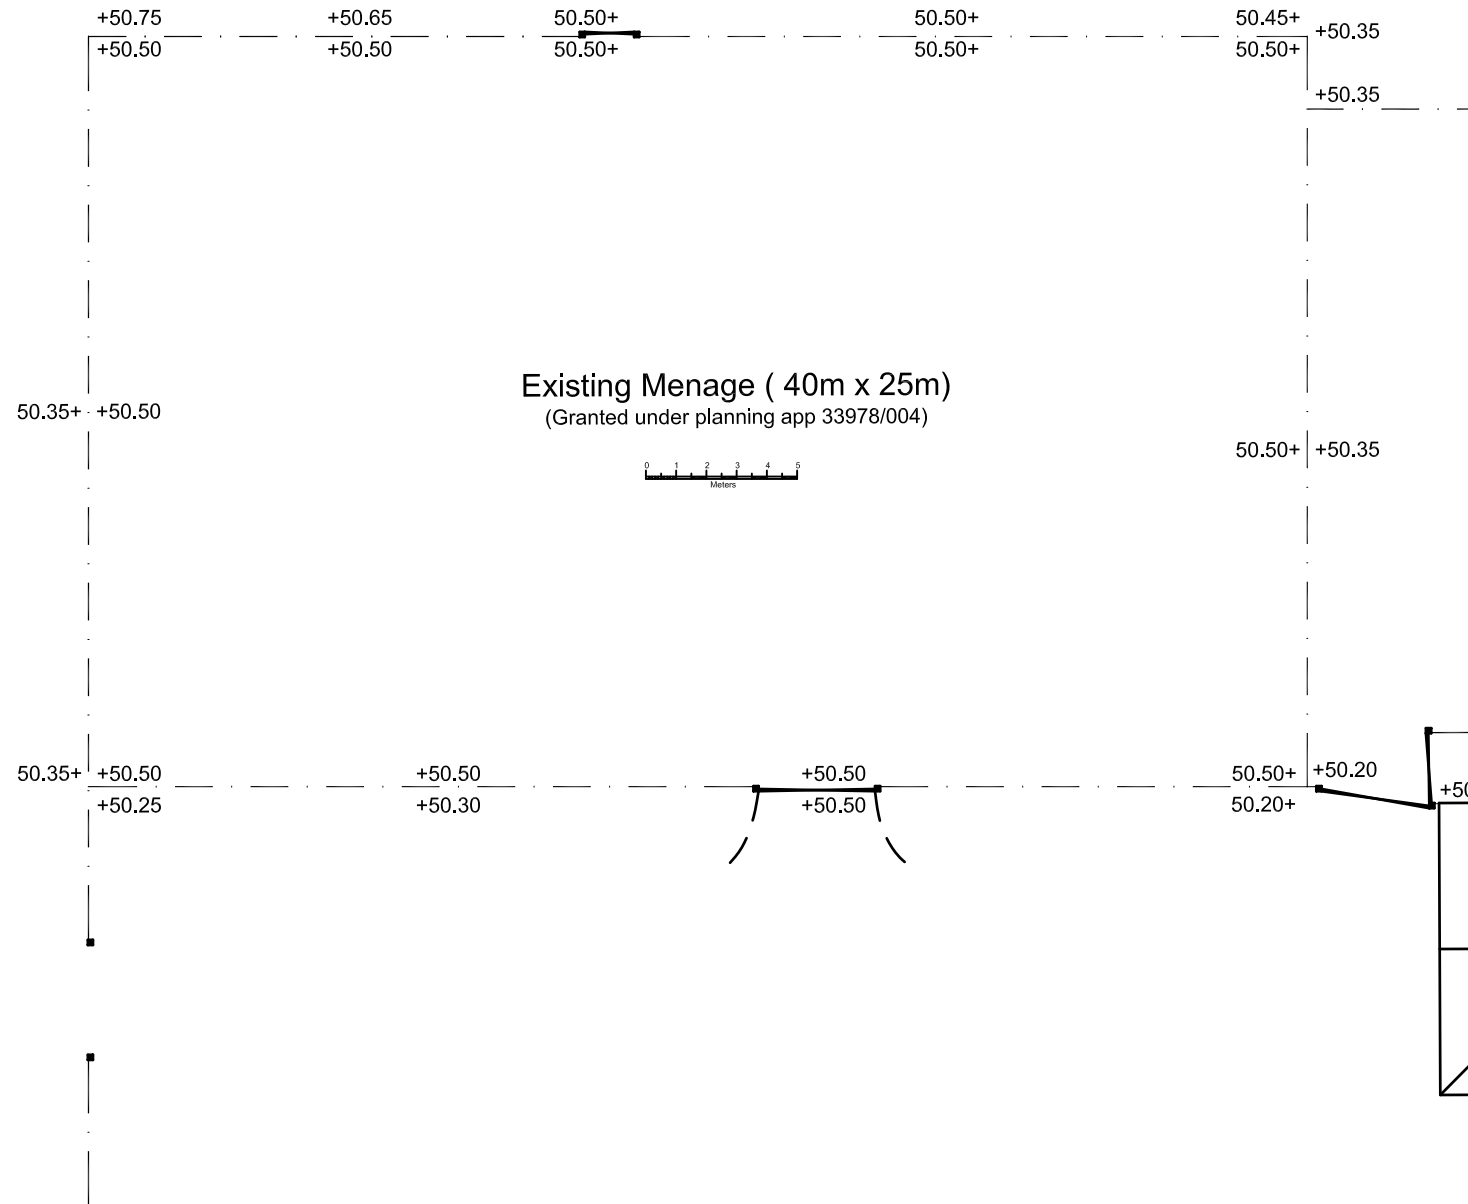 +50.75 +50.65 50.50+ 50.50+ 50.45+
+50.35
+50.50 +50.50 50.50+ 50.50+ 50.50+
+50.35
Existing Menage ( 40m x 25m)
(Granted under planning app 33978/004)
50.35+ +50.50
50.50+ +50.35
0 1 2 3 4 5
Meters
50.35+ +50.50 +50.50 +50.50 50.50+ +50.20
+50.25 +50.30 +50.50 50.20+